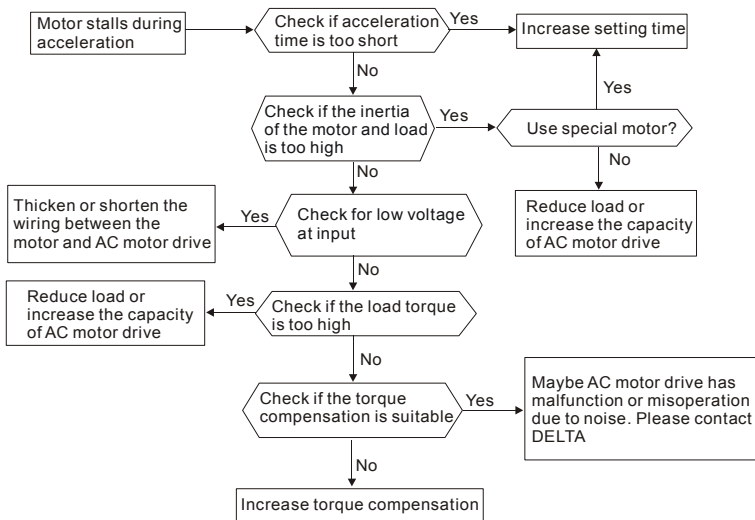 Motor stalls during
acceleration
Check if acceleration
time is too short
Yes
Increase setting time
No
Yes
Check if the inertia
of the motor and load
is too high
Yes
Use special motor?
No
No
Thicken or shorten the
wiring between the
motor and AC motor drive
Yes
Check for low voltage
at input
Reduce load or
increase the capacity
of AC motor drive
No
Reduce load or
increase the capacity
of AC motor drive
Yes
Check if the load torque
is too high
No
Check if the torque
compensation is suitable
Yes
Maybe AC motor drive has
malfunction or misoperation
due to noise. Please contact
DELTA
No
Increase torque compensation